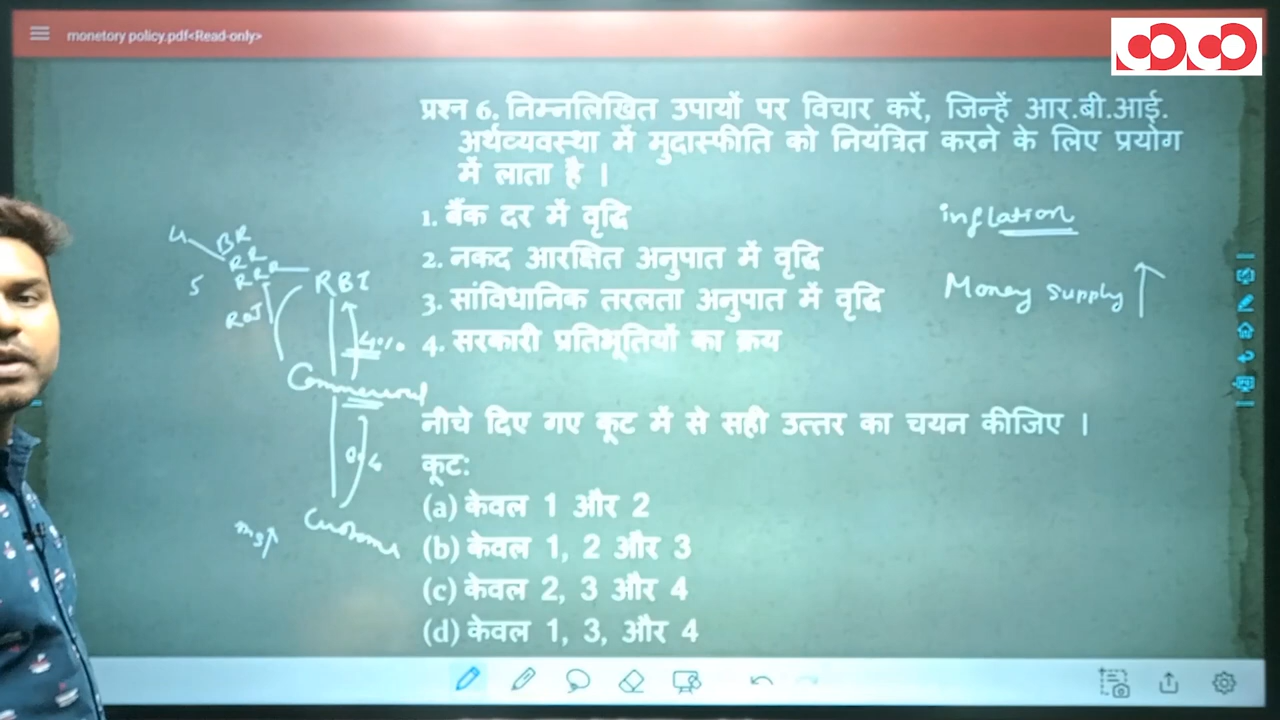 monetory policy.pdf<Read-only>
प्रश्न 6. निम्नलिखित उपायों पर विचार करें, जिन्हें आर.बी.आई.
अर्थव्यवस्था में मुदास्फीति को नियंत्रित करने के लिए प्रयोग
में लाता है ।
1. बैंक दर में वृद्धि
2. नकद आरक्षित अनुपात में वृद्धि
3. सांविधानिक तरलता अनुपात में वृद्धि
4. सरकारी प्रतिभूतियों का क्रय
inflation
Money supply
BR
RR
RRR
RBI
4%
नीचे दिए गए कूट में से सही उत्तर का चयन कीजिए ।
कूट:
(a) केवल 1 और 2
(b) केवल 1, 2 और 3
(c) केवल 2, 3 और 4
(d) केवल 1, 3, और 4